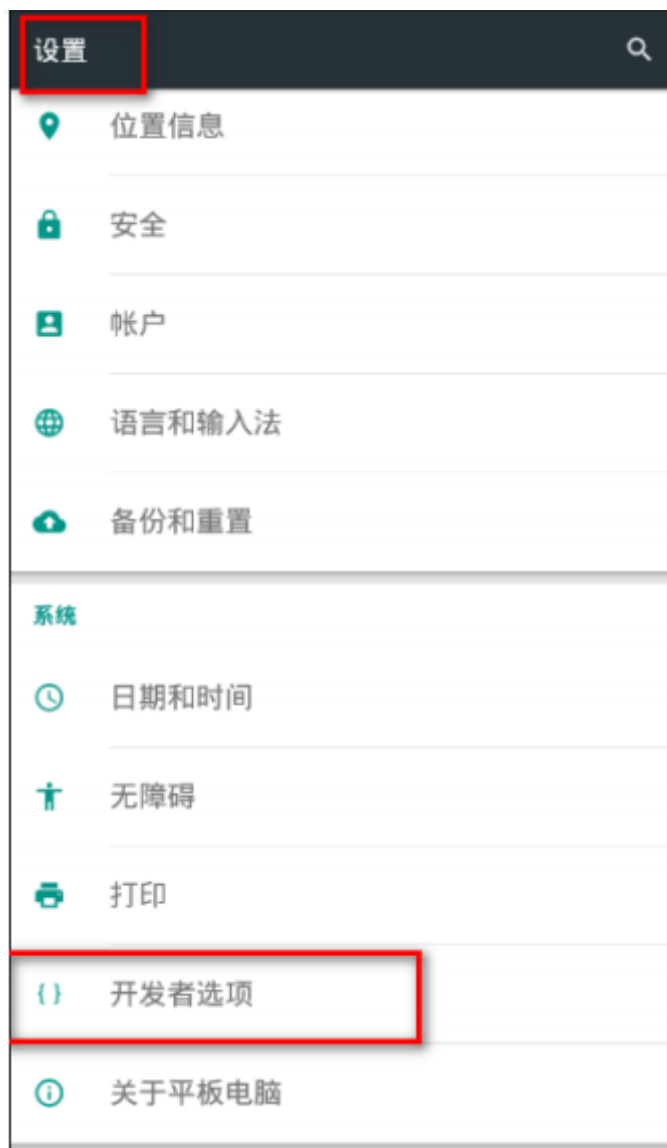 设置
位置信息
安全
帐户
语言和输入法
备份和重置
系统
日期和时间
无障碍
打印
{ } 开发者选项
关于平板电脑